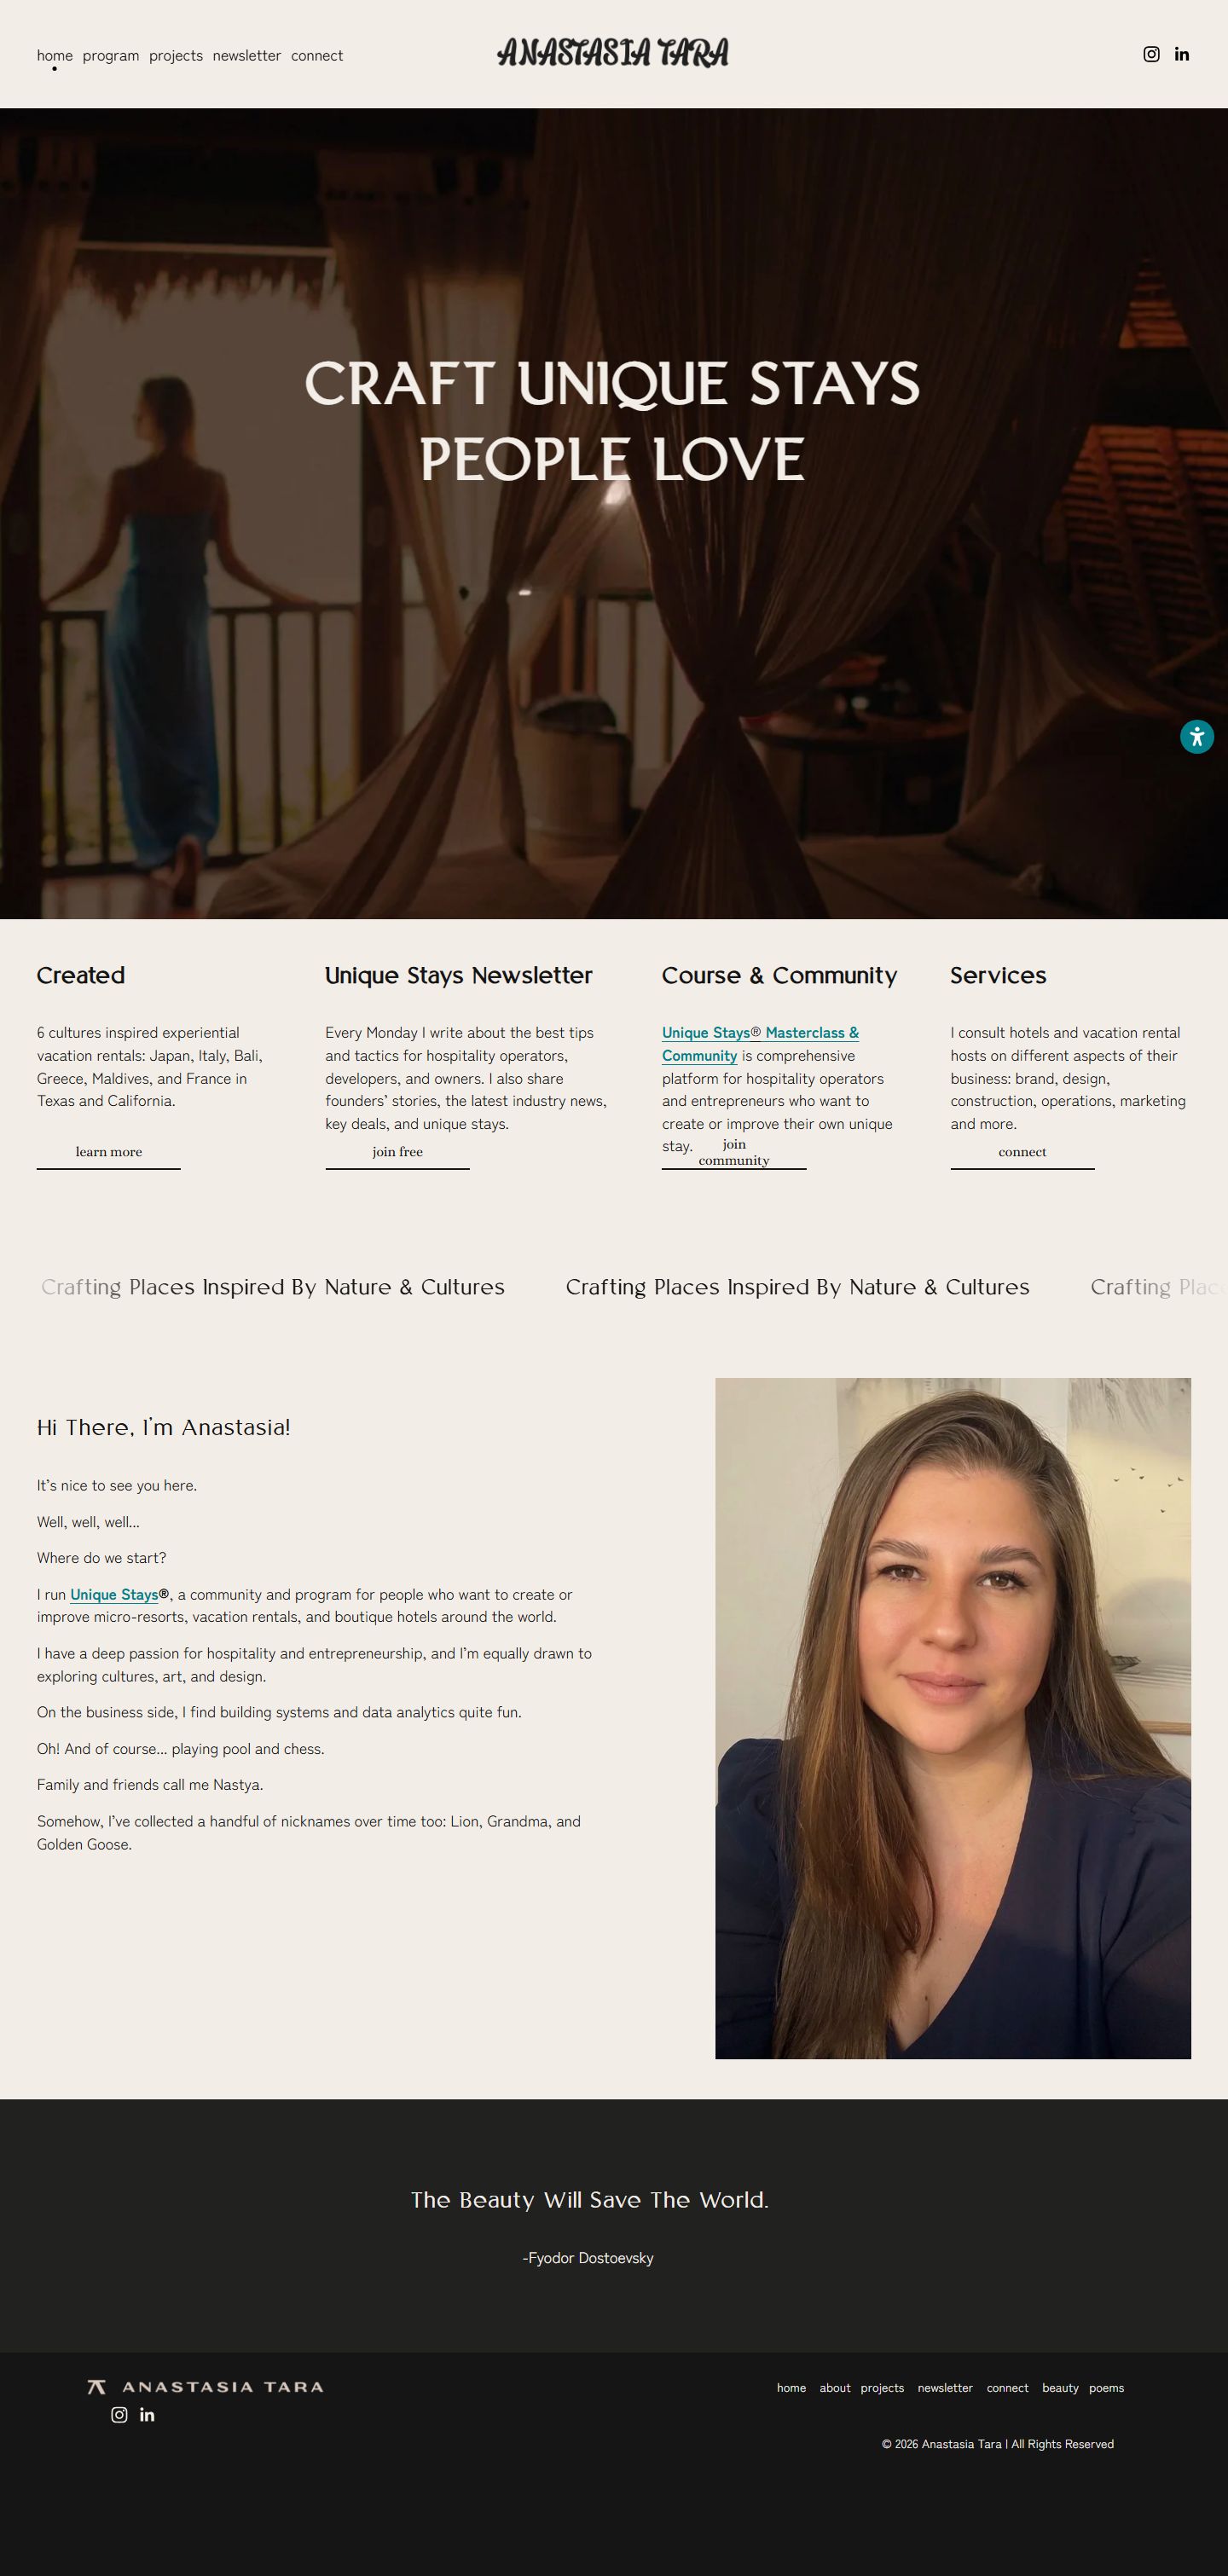 home program projects newsletter connect
ANASTASIA TARA
CRAFT UNIQUE STAYS
PEOPLE LOVE
Created
6 cultures inspired experiential
vacation rentals: Japan, Italy, Bali,
Greece, Maldives, and France in
Texas and California.
learn more
Unique Stays Newsletter
Every Monday I write about the best tips
and tactics for hospitality operators,
developers, and owners. I also share
founders’ stories, the latest industry news,
key deals, and unique stays.
join free
Course & Community
Unique Stays® Masterclass &
Community is comprehensive
platform for hospitality operators
and entrepreneurs who want to
create or improve their own unique
stay.
join
community
Services
I consult hotels and vacation rental
hosts on different aspects of their
business: brand, design,
construction, operations, marketing
and more.
connect
Crafting Places Inspired By Nature & Cultures Crafting Places Inspired By Nature & Cultures Crafting Place
Hi There, I’m Anastasia!
It’s nice to see you here.
Well, well, well...
Where do we start?
I run Unique Stays®, a community and program for people who want to create or
improve micro-resorts, vacation rentals, and boutique hotels around the world.
I have a deep passion for hospitality and entrepreneurship, and I’m equally drawn to
exploring cultures, art, and design.
On the business side, I find building systems and data analytics quite fun.
Oh! And of course... playing pool and chess.
Family and friends call me Nastya.
Somehow, I’ve collected a handful of nicknames over time too: Lion, Grandma, and
Golden Goose.
The Beauty Will Save The World.
-Fyodor Dostoevsky
ANASTASIA TARA
home about projects newsletter connect beauty poems
© 2026 Anastasia Tara | All Rights Reserved